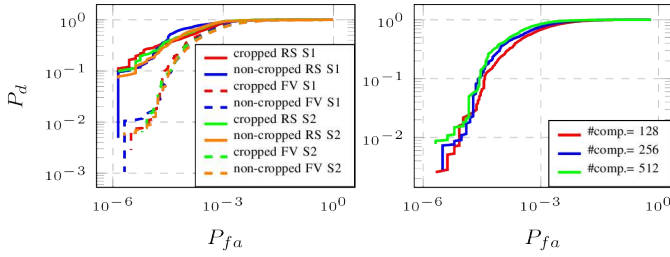 10^0
10^-1
10^-2
10^-3
P_d
10^-6
10^-3
10^0
P_fa
cropped RS S1
non-cropped RS S1
cropped FV S1
non-cropped FV S1
cropped RS S2
non-cropped RS S2
cropped FV S2
non-cropped FV S2
10^0
10^-1
10^-2
10^-6
10^-3
10^0
P_fa
#comp.= 128
#comp.= 256
#comp.= 512